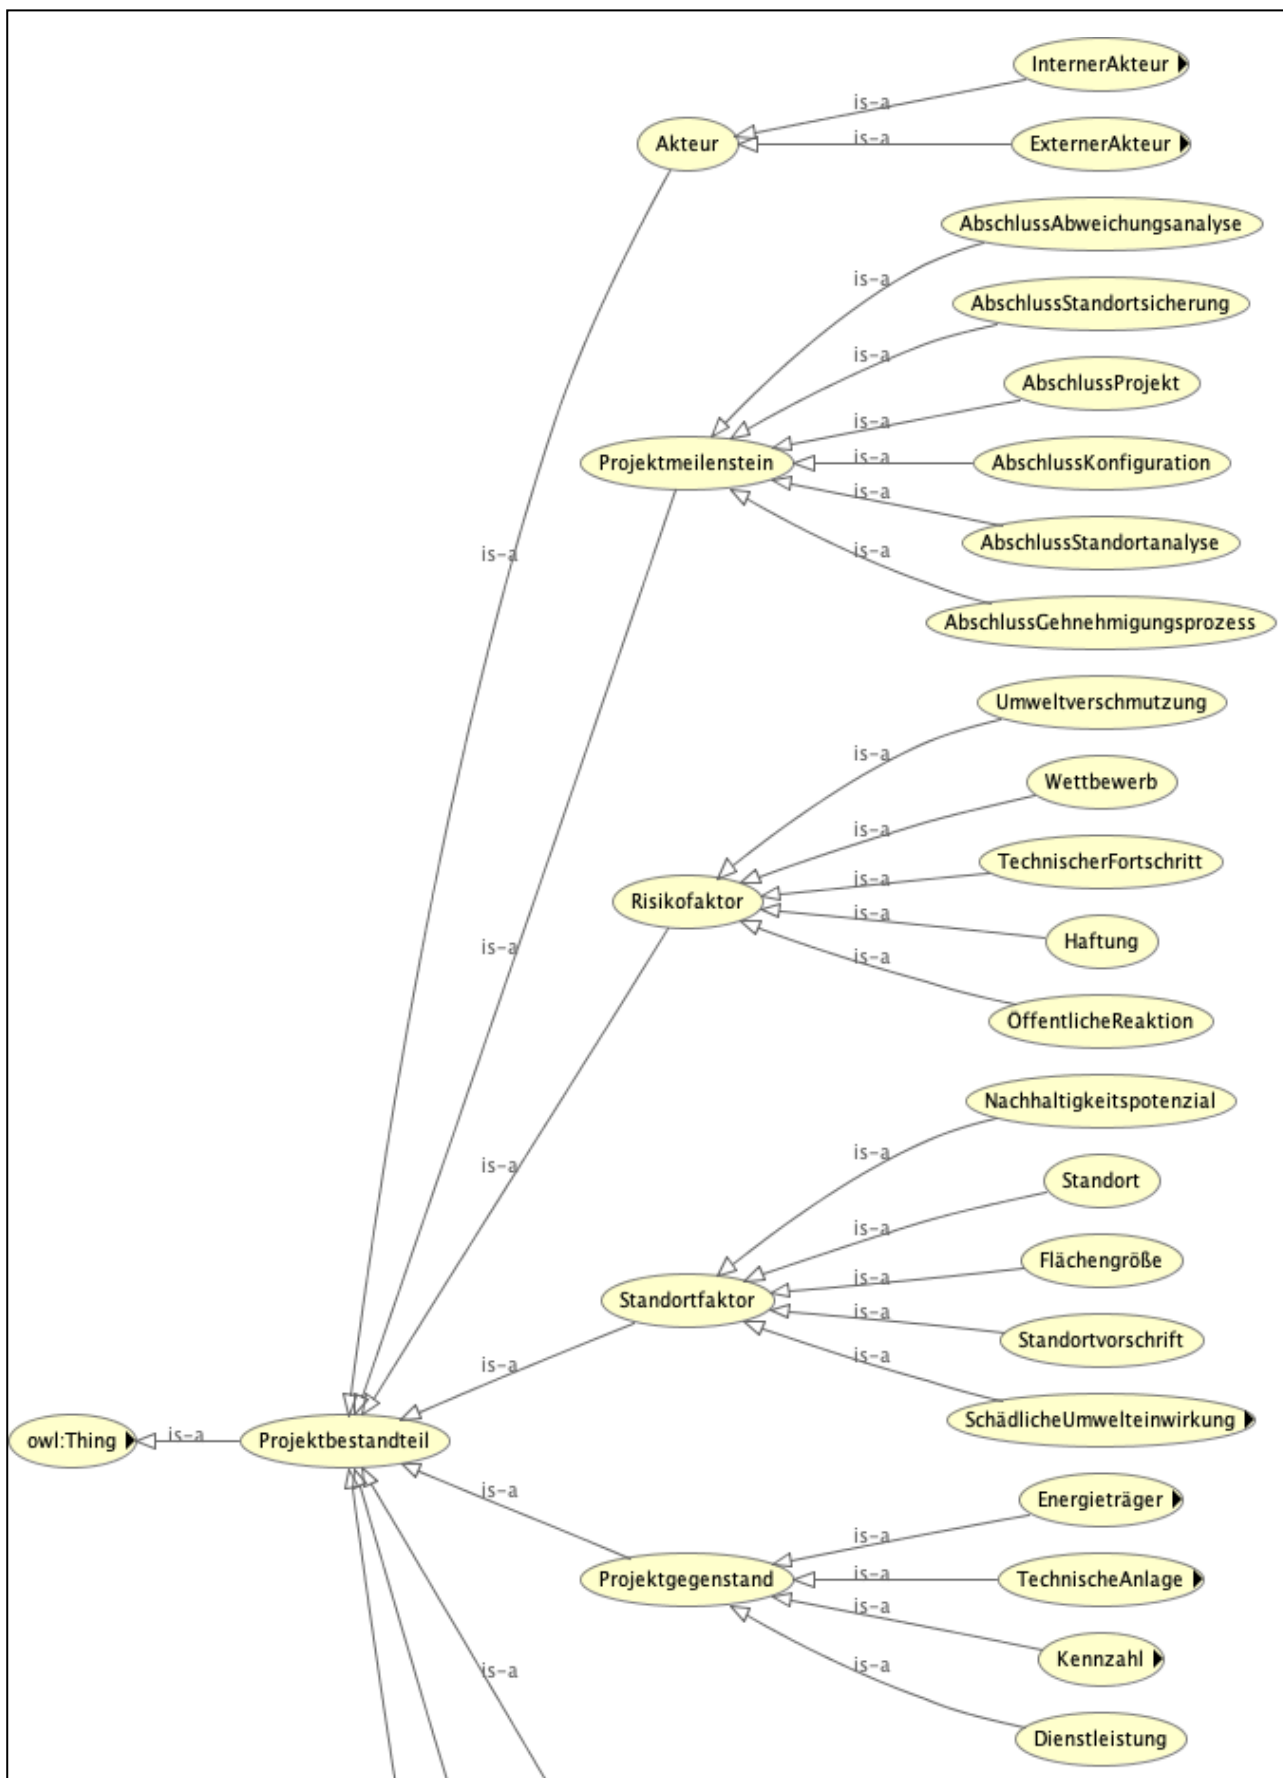 InternerAkteur
is-a
Akteur
is-a
ExternerAkteur
AbschlussAbweichungsanalyse
is-a
AbschlussStandortsicherung
is-a
AbschlussProjekt
is-a
Projektmeilenstein
is-a
AbschlussKonfiguration
is-a
AbschlussStandortanalyse
is-a
is-a
AbschlussGehnehmigungsprozess
Umweltverschmutzung
is-a
Wettbewerb
is-a
TechnischerFortschritt
is-a
Risikofaktor
is-a
Haftung
is-a
is-a
ÖffentlicheReaktion
Nachhaltigkeitspotenzial
is-a
is-a
Standort
is-a
Flächengröße
is-a
Standortfaktor
is-a
Standortvorschrift
is-a
is-a
SchädlicheUmwelteinwirkung
owl:Thing
is-a
Projektbestandteil
is-a
Energieträger
is-a
Projektgegenstand
is-a
TechnischeAnlage
is-a
Kennzahl
is-a
is-a
Dienstleistung